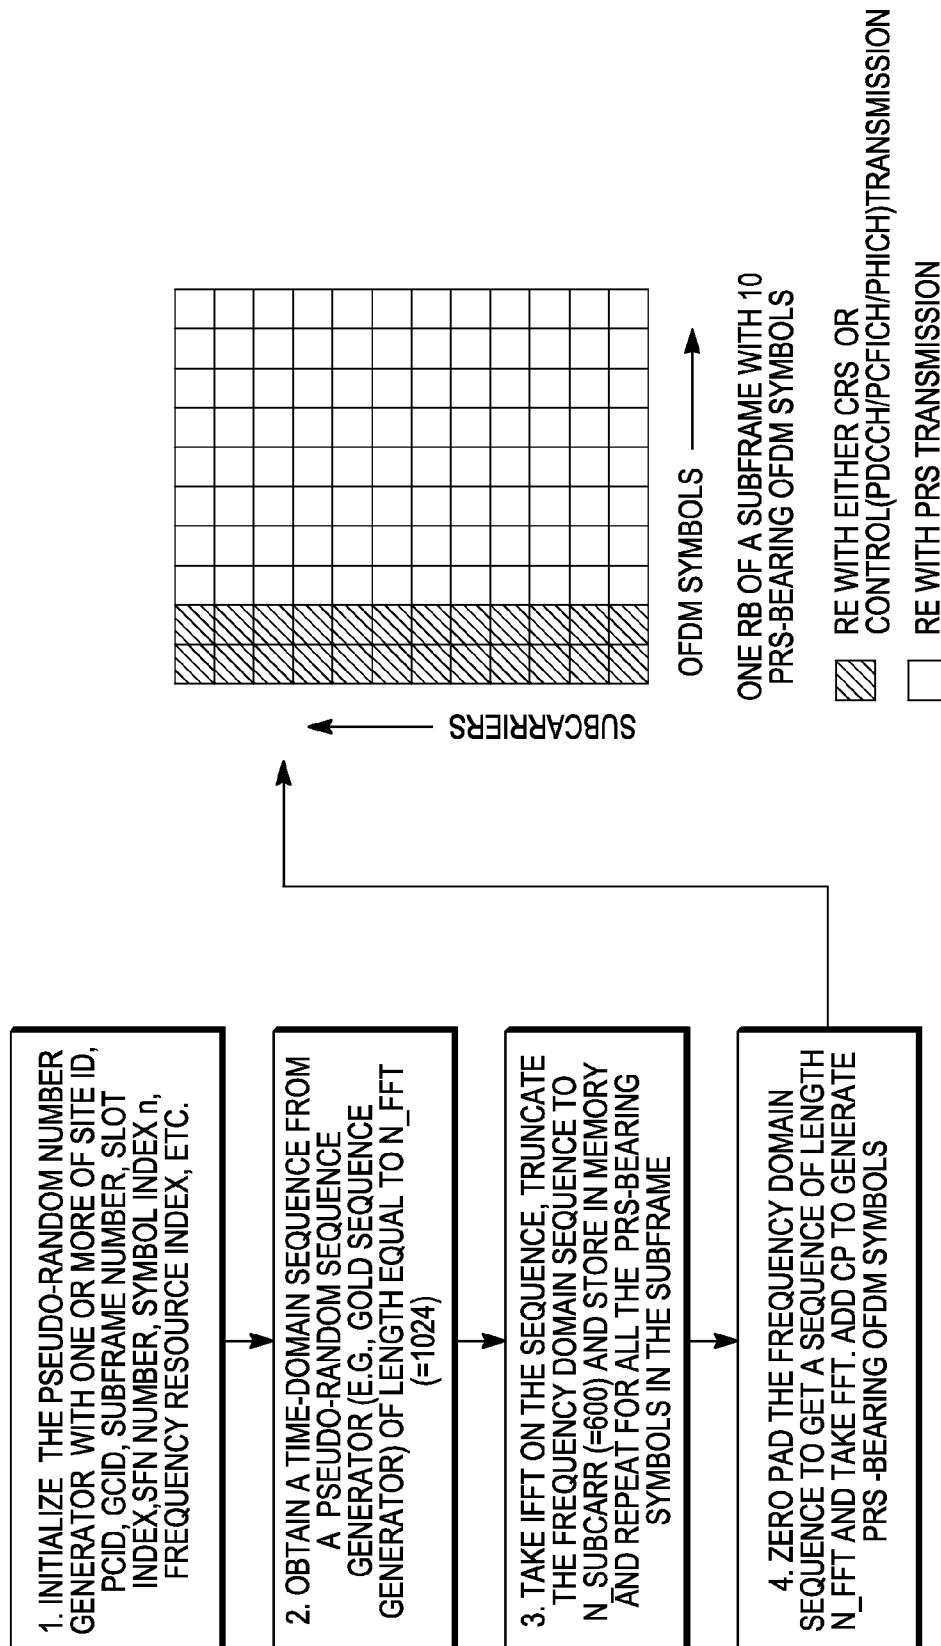 1. INITIALIZE THE PSEUDO-RANDOM NUMBER
GENERATOR WITH ONE OR MORE OF SITE ID,
PCID, GCID, SUBFRAME NUMBER, SLOT
INDEX,SFN NUMBER, SYMBOL INDEX n,
FREQUENCY RESOURCE INDEX, ETC.
2. OBTAIN A TIME-DOMAIN SEQUENCE FROM
A PSEUDO-RANDOM SEQUENCE
GENERATOR (E.G., GOLD SEQUENCE
GENERATOR) OF LENGTH EQUAL TO N_FFT
(=1024)
3. TAKE IFFT ON THE SEQUENCE, TRUNCATE
THE FREQUENCY DOMAIN SEQUENCE TO
N_SUBCARR (=600) AND STORE IN MEMORY
AND REPEAT FOR ALL THE PRS-BEARING
SYMBOLS IN THE SUBFRAME
4. ZERO PAD THE FREQUENCY DOMAIN
SEQUENCE TO GET A SEQUENCE OF LENGTH
N_FFT AND TAKE FFT. ADD CP TO GENERATE
PRS -BEARING OFDM SYMBOLS
SUBCARRIERS
OFDM SYMBOLS
ONE RB OF A SUBFRAME WITH 10
PRS-BEARING OFDM SYMBOLS
RE WITH EITHER CRS OR
CONTROL(PDCCH/PCFICH/PHICH)TRANSMISSION
RE WITH PRS TRANSMISSION